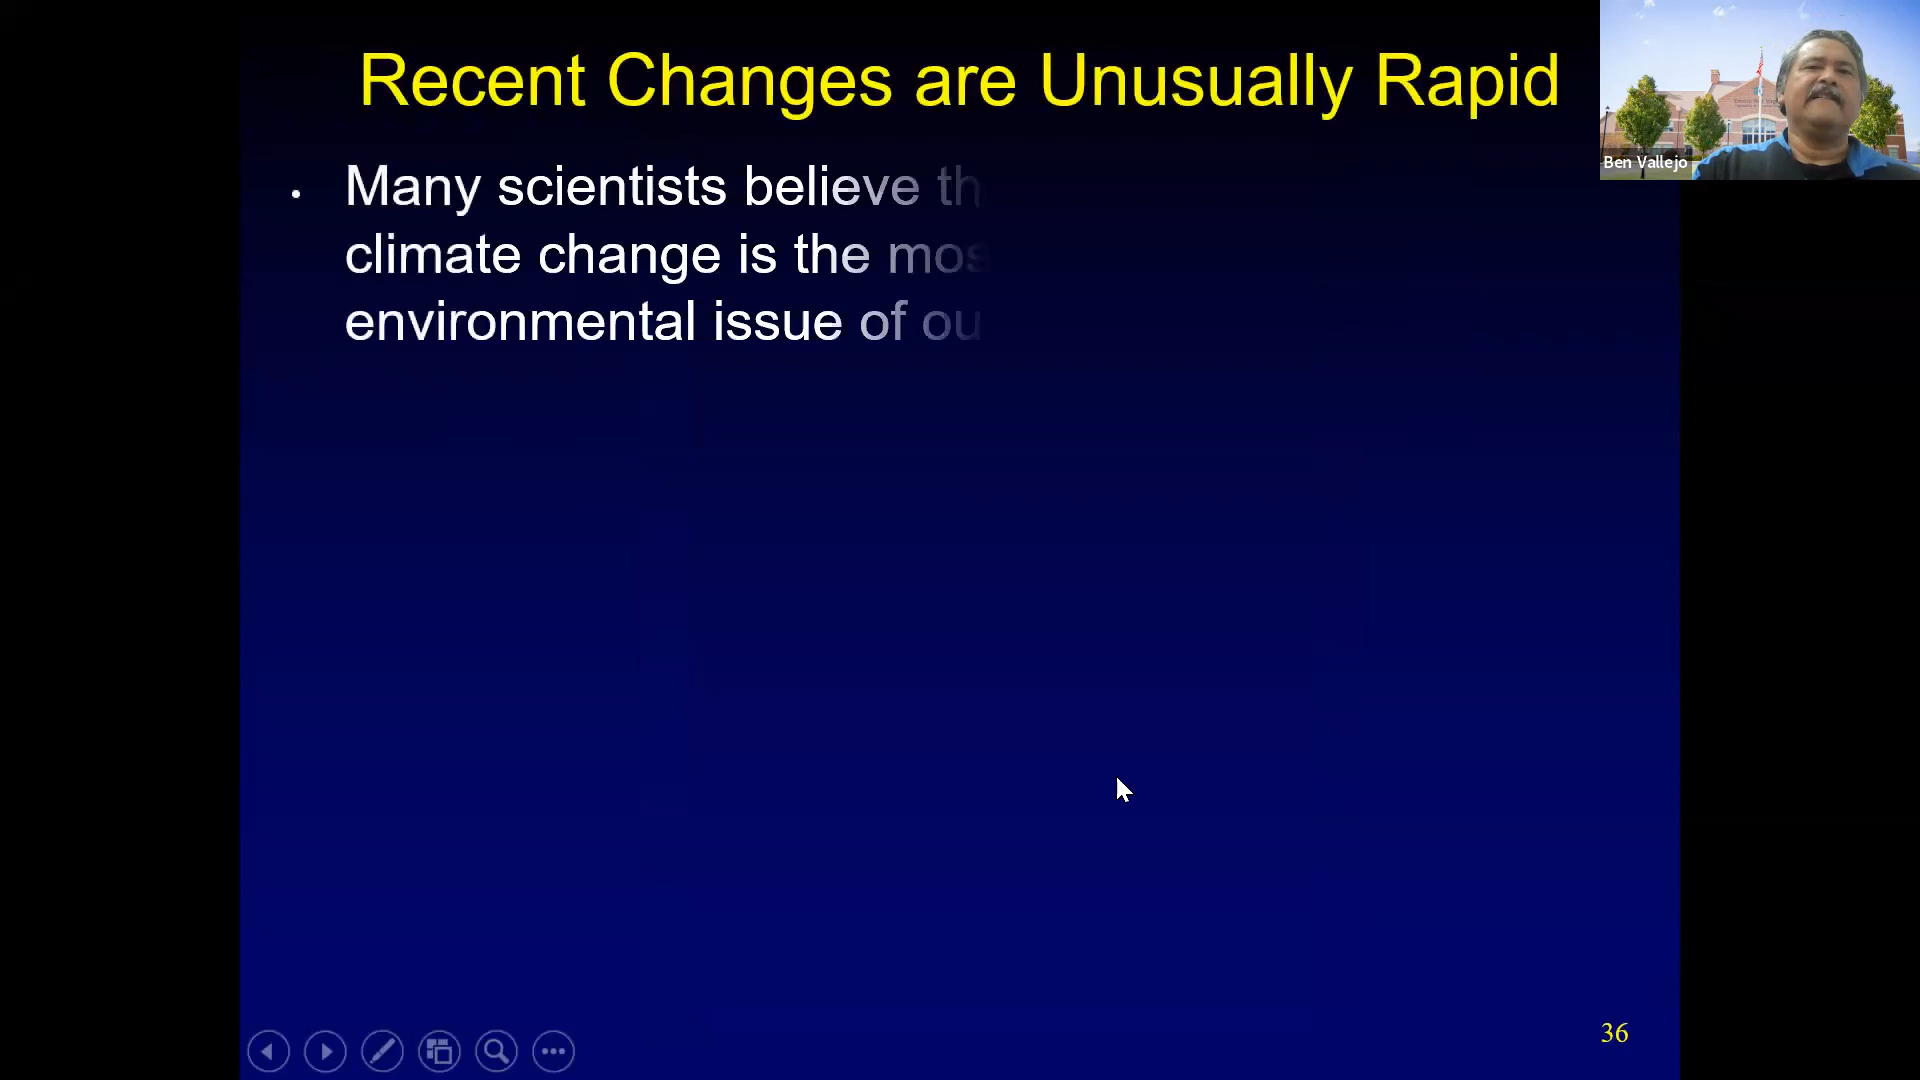 Recent Changes are Unusually Rapid
Ben Vallejo
• Many scientists believe
climate change is the
environmental issue of
36